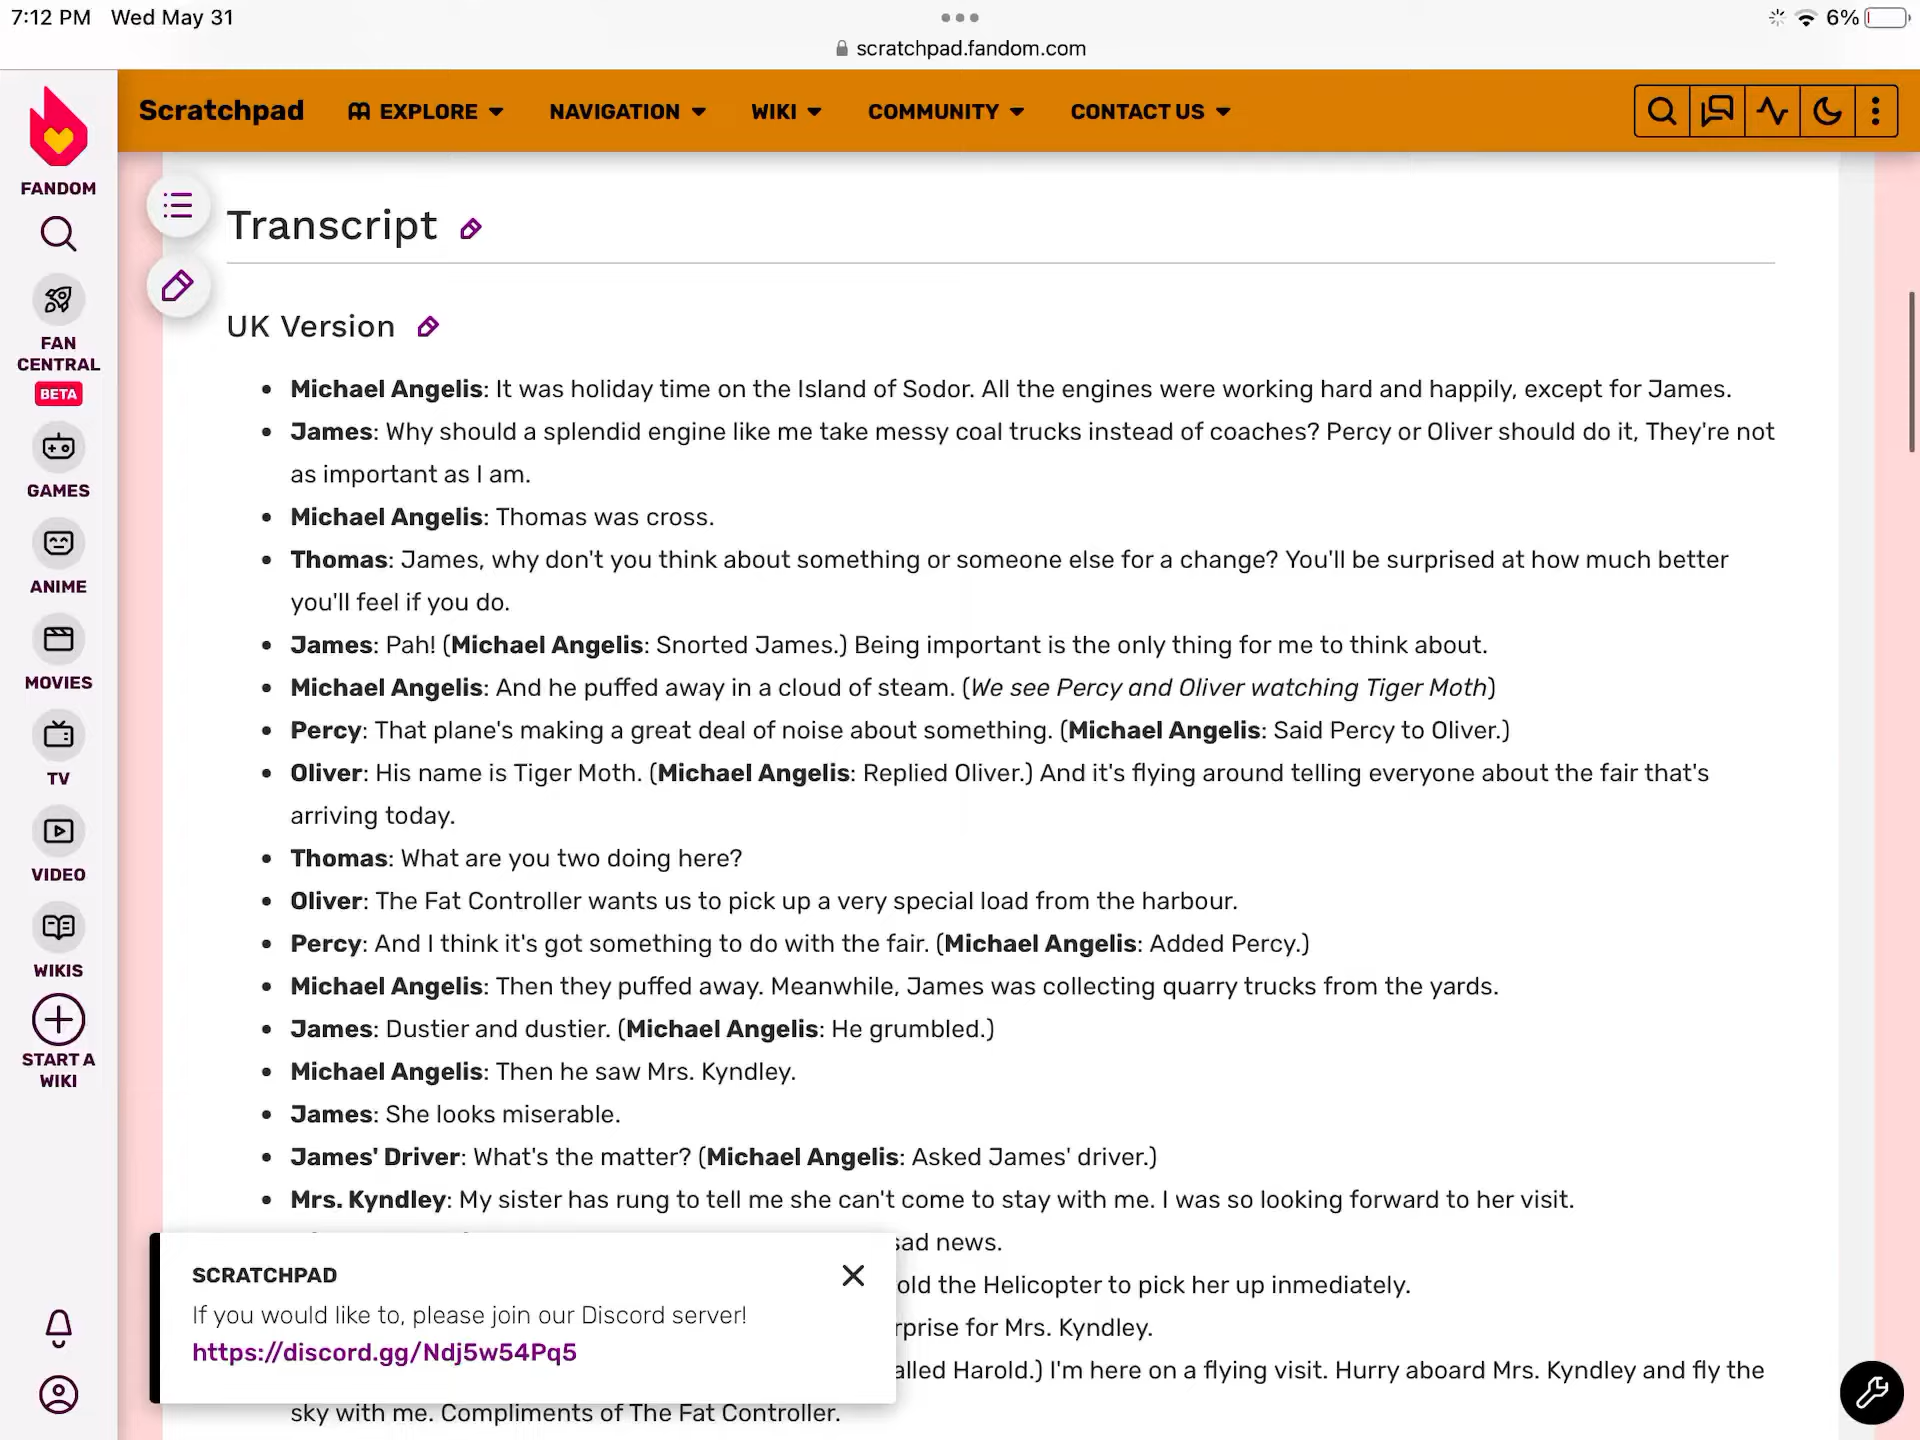 7:12 PM Wed May 31
6%
scratchpad.fandom.com
Scratchpad EXPLORE NAVIGATION WIKI COMMUNITY CONTACT US
FANDOM
FAN
CENTRAL
BETA
GAMES
ANIME
MOVIES
TV
VIDEO
WIKIS
START A
WIKI
Transcript
UK Version
Michael Angelis: It was holiday time on the Island of Sodor. All the engines were working hard and happily, except for James.
James: Why should a splendid engine like me take messy coal trucks instead of coaches? Percy or Oliver should do it, They're not
as important as I am.
Michael Angelis: Thomas was cross.
Thomas: James, why don't you think about something or someone else for a change? You'll be surprised at how much better
you'll feel if you do.
James: Pah! (Michael Angelis: Snorted James.) Being important is the only thing for me to think about.
Michael Angelis: And he puffed away in a cloud of steam. (We see Percy and Oliver watching Tiger Moth)
Percy: That plane's making a great deal of noise about something. (Michael Angelis: Said Percy to Oliver.)
Oliver: His name is Tiger Moth. (Michael Angelis: Replied Oliver.) And it's flying around telling everyone about the fair that's
arriving today.
Thomas: What are you two doing here?
Oliver: The Fat Controller wants us to pick up a very special load from the harbour.
Percy: And I think it's got something to do with the fair. (Michael Angelis: Added Percy.)
Michael Angelis: Then they puffed away. Meanwhile, James was collecting quarry trucks from the yards.
James: Dustier and dustier. (Michael Angelis: He grumbled.)
Michael Angelis: Then he saw Mrs. Kyndley.
James: She looks miserable.
James' Driver: What's the matter? (Michael Angelis: Asked James' driver.)
Mrs. Kyndley: My sister has rung to tell me she can't come to stay with me. I was so looking forward to her visit.
sad news.
old the Helicopter to pick her up inmediately.
rprise for Mrs. Kyndley.
alled Harold.) I'm here on a flying visit. Hurry aboard Mrs. Kyndley and fly the
sky with me. Compliments of The Fat Controller.
SCRATCHPAD
If you would like to, please join our Discord server!
https://discord.gg/Ndj5w54Pq5